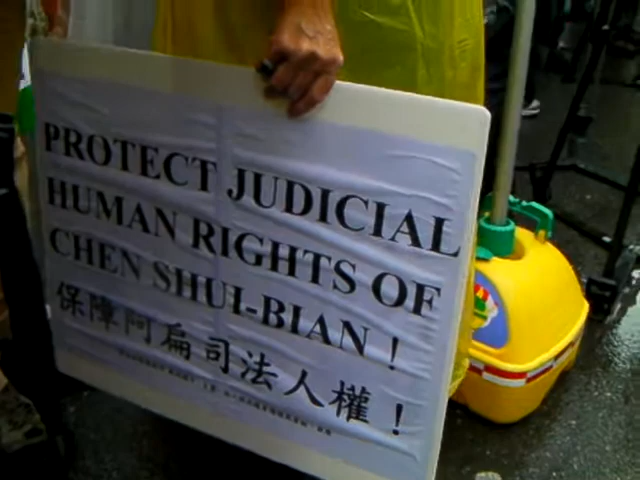 PROTECT JUDICIAL
HUMAN RIGHTS OF
CHEN SHUI-BIAN !
保障阿扁司法人權！